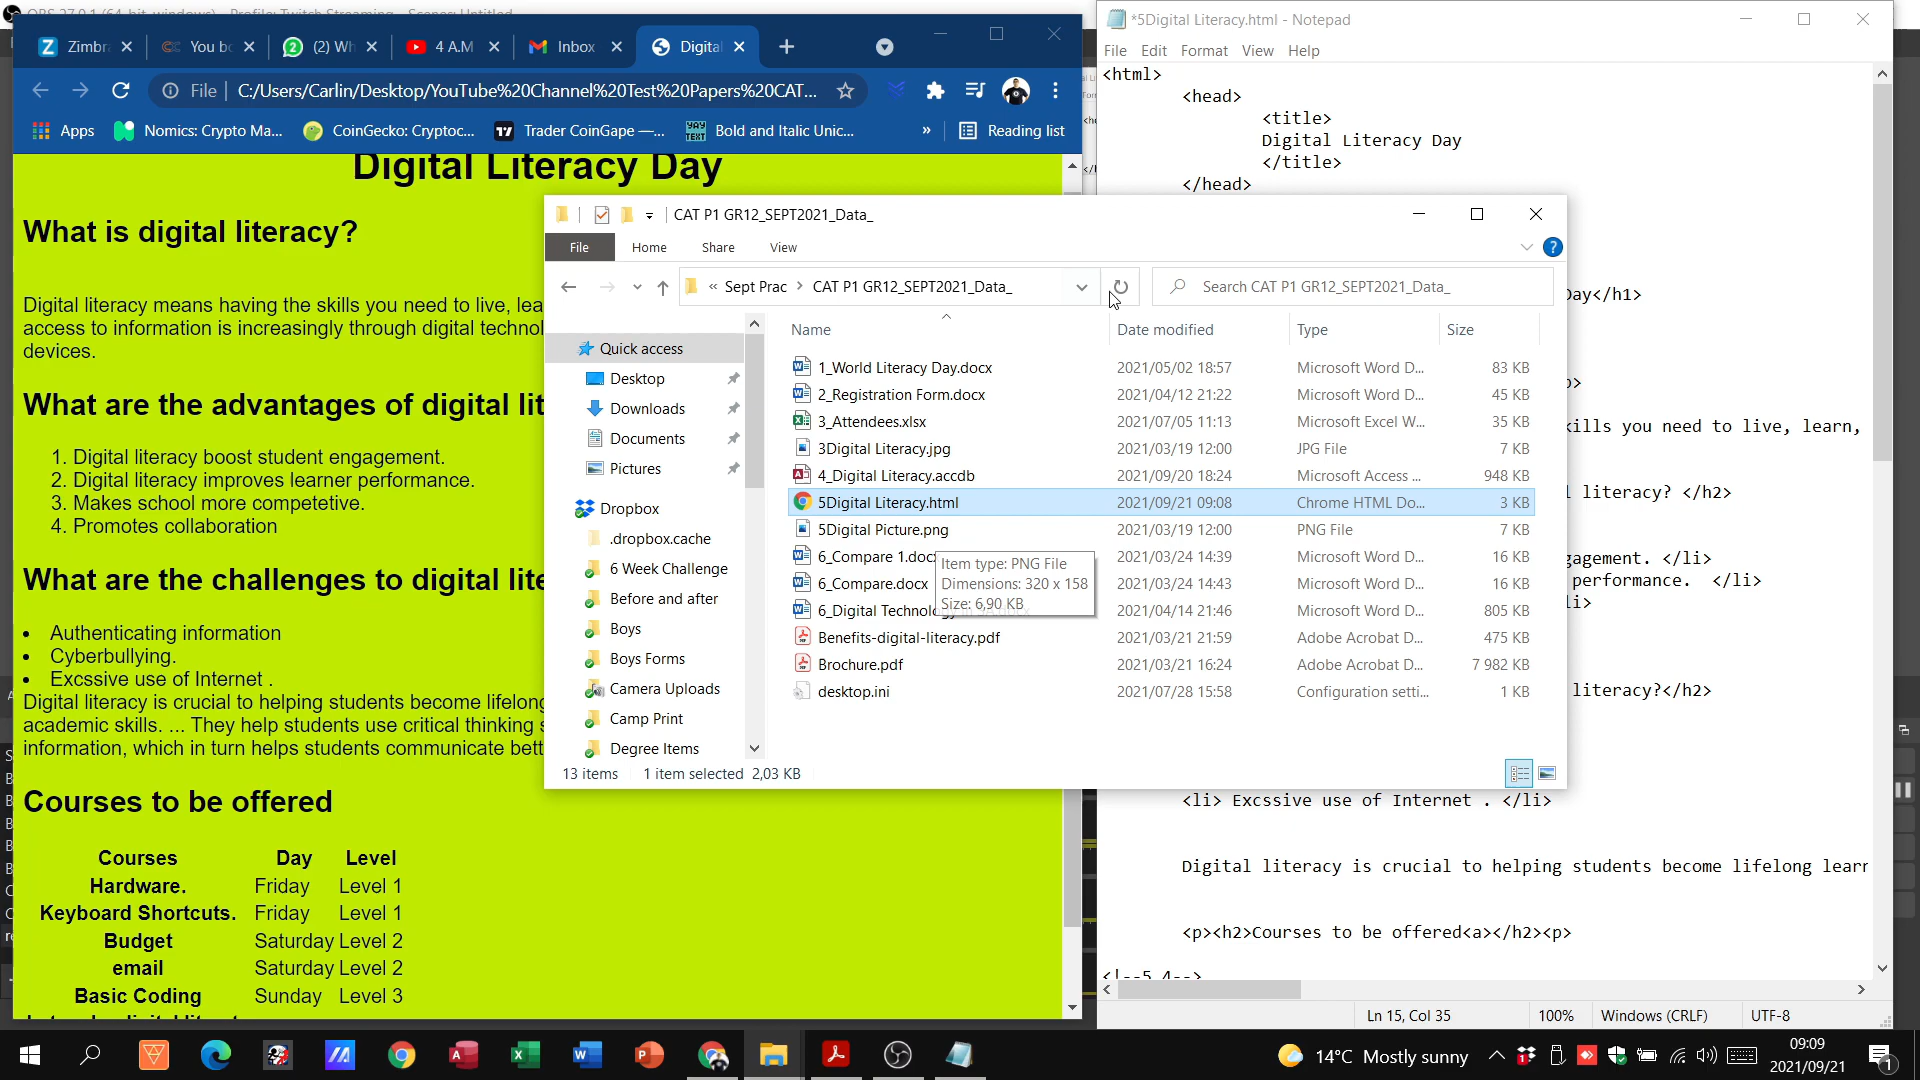 OBS 27.0.1 (64-bit, windows) - Profile: Twitch Streaming - Scenes: Untitled
Zimbr
You b
(2) Wh
4 A.M
Inbox
Digital
File
C:/Users/Carlin/Desktop/YouTube%20Channel%20Test%20Papers%20CAT...
Apps
Nomics: Crypto Ma...
CoinGecko: Cryptoc...
Trader CoinGape —...
Bold and Italic Unic...
»
Reading list
Digital Literacy Day
What is digital literacy?
Digital literacy means having the skills you need to live, lea
access to information is increasingly through digital technol
devices.
What are the advantages of digital lit
1. Digital literacy boost student engagement.
2. Digital literacy improves learner performance.
3. Makes school more competetive.
4. Promotes collaboration
What are the challenges to digital lite
• Authenticating information
• Cyberbullying.
• Excssive use of Internet .
Digital literacy is crucial to helping students become lifelong
academic skills. ... They help students use critical thinking s
information, which in turn helps students communicate bett
Courses to be offered
Courses Day Level
Hardware. Friday Level 1
Keyboard Shortcuts. Friday Level 1
Budget Saturday Level 2
email Saturday Level 2
Basic Coding Sunday Level 3
CAT P1 GR12_SEPT2021_Data_
File Home Share View
« Sept Prac > CAT P1 GR12_SEPT2021_Data_
Search CAT P1 GR12_SEPT2021_Data_
Quick access
Desktop
Downloads
Documents
Pictures
Dropbox
.dropbox.cache
6 Week Challenge
Before and after
Boys
Boys Forms
Camera Uploads
Camp Print
Degree Items
Name Date modified Type Size
1_World Literacy Day.docx 2021/05/02 18:57 Microsoft Word D... 83 KB
2_Registration Form.docx 2021/04/12 21:22 Microsoft Word D... 45 KB
3_Attendees.xlsx 2021/07/05 11:13 Microsoft Excel W... 35 KB
3Digital Literacy.jpg 2021/03/19 12:00 JPG File 7 KB
4_Digital Literacy.accdb 2021/09/20 18:24 Microsoft Access ... 948 KB
5Digital Literacy.html 2021/09/21 09:08 Chrome HTML Do... 3 KB
5Digital Picture.png 2021/03/19 12:00 PNG File 7 KB
6_Compare 1.docx 2021/03/24 14:39 Microsoft Word D... 16 KB
6_Compare.docx 2021/03/24 14:43 Microsoft Word D... 16 KB
6_Digital Technolo 2021/04/14 21:46 Microsoft Word D... 805 KB
Benefits-digital-literacy.pdf 2021/03/21 21:59 Adobe Acrobat D... 475 KB
Brochure.pdf 2021/03/21 16:24 Adobe Acrobat D... 7 982 KB
desktop.ini 2021/07/28 15:58 Configuration setti... 1 KB
Item type: PNG File
Dimensions: 320 x 158
Size: 6,90 KB
13 items 1 item selected 2,03 KB
*5Digital Literacy.html - Notepad
File Edit Format View Help
<html>
<head>
<title>
Digital Literacy Day
</title>
</head>
Day</h1>
p>
kills you need to live, learn,
l literacy? </h2>
gagement. </li>
performance. </li>
li>
literacy?</h2>
<li> Excssive use of Internet . </li>
Digital literacy is crucial to helping students become lifelong learr
<p><h2>Courses to be offered<a></h2><p>
<!--5.4-->
Ln 15, Col 35 100% Windows (CRLF) UTF-8
14°C Mostly sunny
09:09
2021/09/21
1